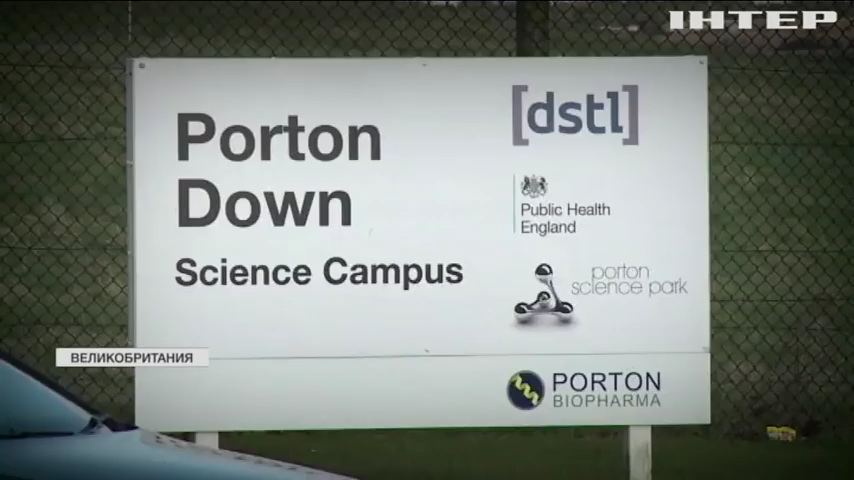 ІНТЕР
Porton
Down
Science Campus
[dstl]
Public Health
England
porton
science park
PORTON
BIOPHARMA
ВЕЛИКОБРИТАНИЯ